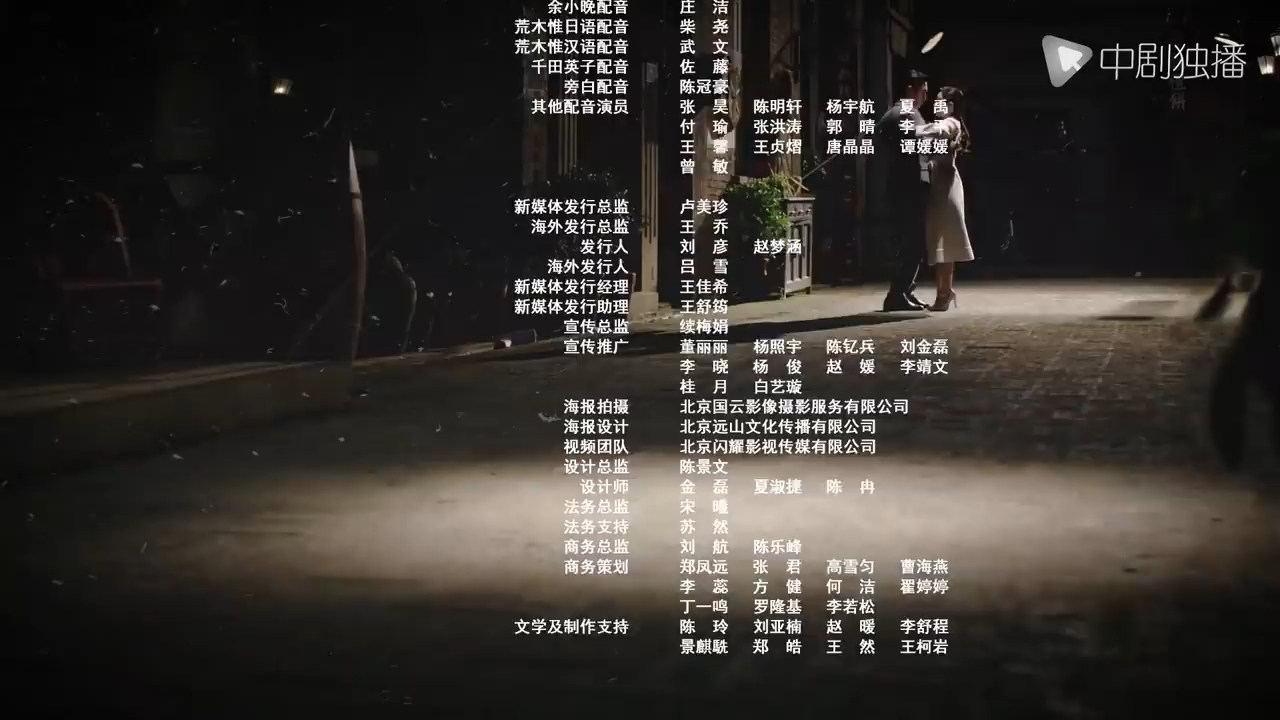 余小晚配音 庄 洁
荒木惟日语配音 柴 尧
荒木惟汉语配音 武 文
千田英子配音 佐 藤
旁白配音 陈冠豪
其他配音演员 张 昊 陈明轩 杨宇航 夏 禹
付 瑜 张洪涛 郭 晴 李
王 馨 王贞熠 唐晶晶 谭媛媛
曾 敏
新媒体发行总监 卢美珍
海外发行总监 王 乔
发行人 刘 彦 赵梦涵
海外发行人 吕 雪
新媒体发行经理 王佳希
新媒体发行助理 王舒筠
宣传总监 续梅娟
宣传推广 董丽丽 杨照宇 陈钇兵 刘金磊
李 晓 杨 俊 赵 媛 李靖文
桂 月 白艺璇
海报拍摄 北京国云影像摄影服务有限公司
海报设计 北京远山文化传播有限公司
视频团队 北京闪耀影视传媒有限公司
设计总监 陈景文
设计师 金 磊 夏淑捷 陈 冉
法务总监 宋 曦
法务支持 苏 然
商务总监 刘 航 陈乐峰
商务策划 郑凤远 张 君 高雪匀 曹海燕
李 蕊 方 健 何 洁 翟婷婷
丁一鸣 罗隆基 李若松
文学及制作支持 陈 玲 刘亚楠 赵 暖 李舒程
景麒 郑 皓 王 然 王柯岩
中剧独播